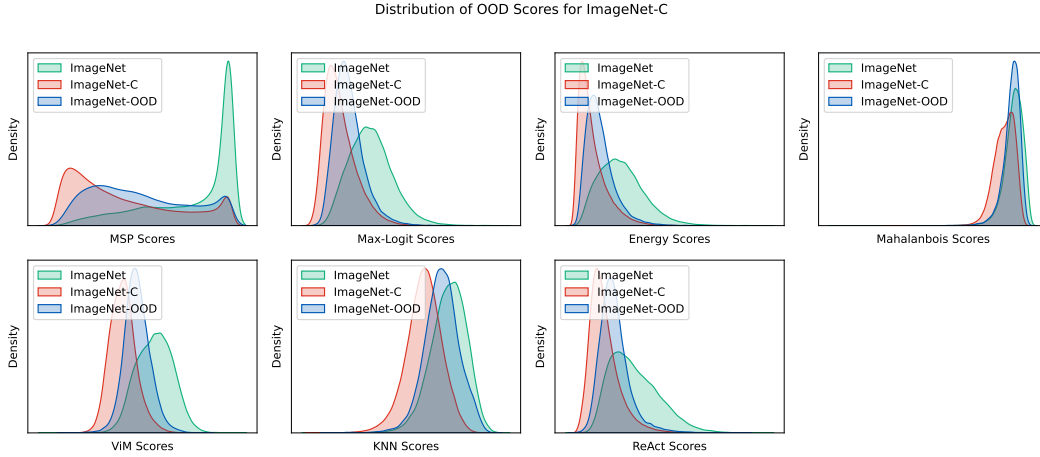 Distribution of OOD Scores for ImageNet-C
Density
ImageNet
ImageNet-C
ImageNet-OOD
MSP Scores
Density
ImageNet
ImageNet-C
ImageNet-OOD
Max-Logit Scores
Density
ImageNet
ImageNet-C
ImageNet-OOD
Energy Scores
Density
ImageNet
ImageNet-C
ImageNet-OOD
Mahalanbois Scores
Density
ImageNet
ImageNet-C
ImageNet-OOD
ViM Scores
Density
ImageNet
ImageNet-C
ImageNet-OOD
KNN Scores
Density
ImageNet
ImageNet-C
ImageNet-OOD
ReAct Scores